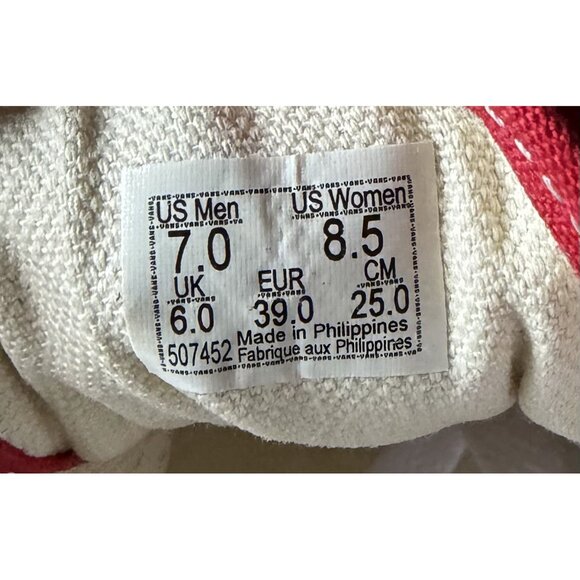 US Men US Women
7.0 8.5
UK EUR CM
6.0 39.0 25.0
Made in Philippines
507452 Fabrique aux Philippines